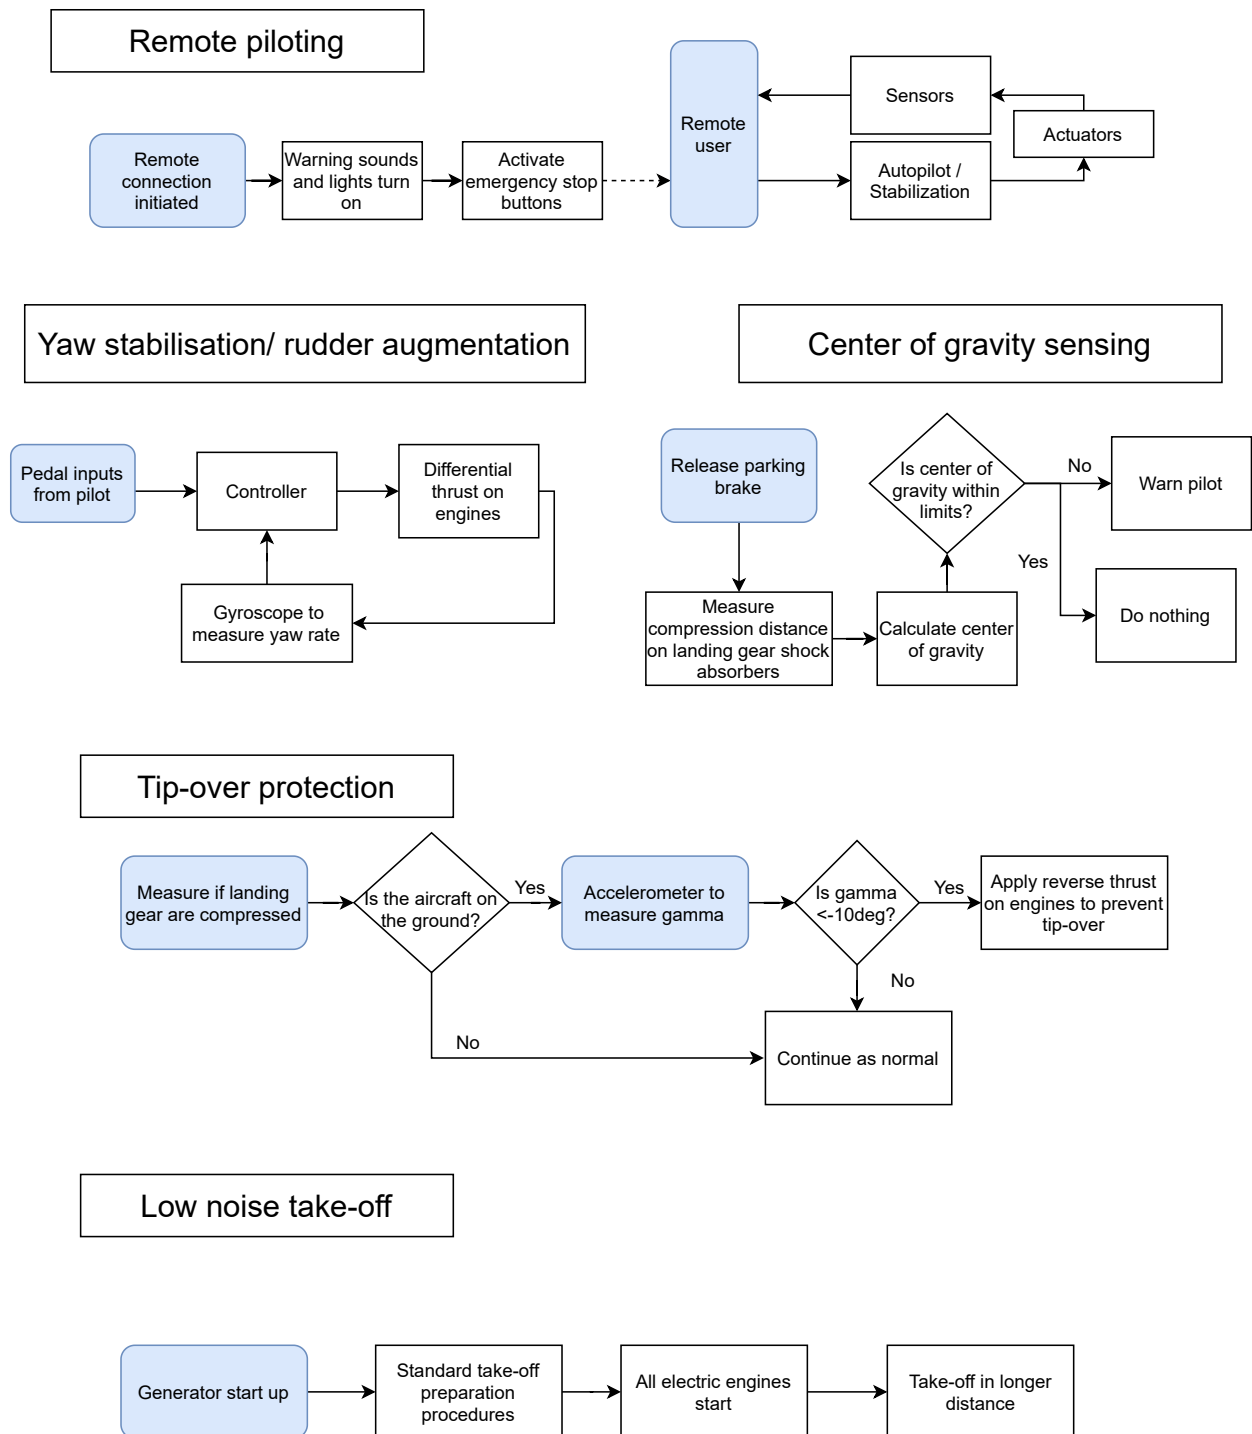 Remote piloting
Remote
connection
initiated
Warning sounds
and lights turn
on
Activate
emergency stop
buttons
Remote
user
Sensors
Actuators
Autopilot /
Stabilization
Yaw stabilisation/ rudder augmentation
Pedal inputs
from pilot
Controller
Differential
thrust on
engines
Gyroscope to
measure yaw rate
Center of gravity sensing
Release parking
brake
Measure
compression distance
on landing gear shock
absorbers
Calculate center
of gravity
Is center of
gravity within
limits?
No
Warn pilot
Yes
Do nothing
Tip-over protection
Measure if landing
gear are compressed
Is the aircraft on
the ground?
Yes
Accelerometer to
measure gamma
Is gamma
<-10deg?
Yes
Apply reverse thrust
on engines to prevent
tip-over
No
No
Continue as normal
Low noise take-off
Generator start up
Standard take-off
preparation
procedures
All electric engines
start
Take-off in longer
distance